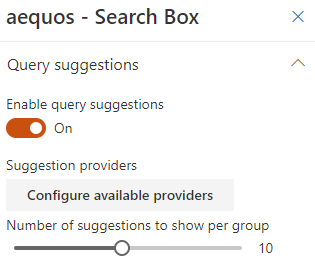 aequos - Search Box
Query suggestions
Enable query suggestions
On
Suggestion providers
Configure available providers
Number of suggestions to show per group
10